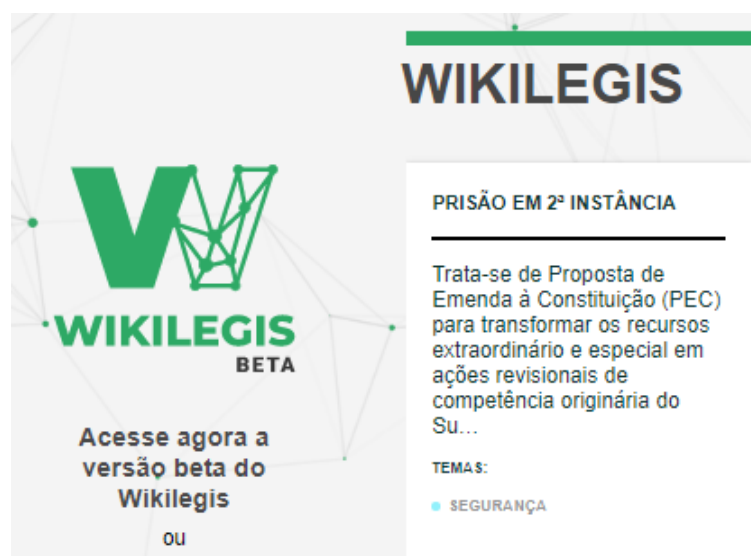 WIKILEGIS
BETA
Acesse agora a
versão beta do
Wikilegis
ou
WIKILEGIS
PRISÃO EM 2ª INSTÂNCIA
Trata-se de Proposta de
Emenda à Constituição (PEC)
para transformar os recursos
extraordinário e especial em
ações revisionais de
competência originária do
Su...
TEMAS:
SEGURANÇA